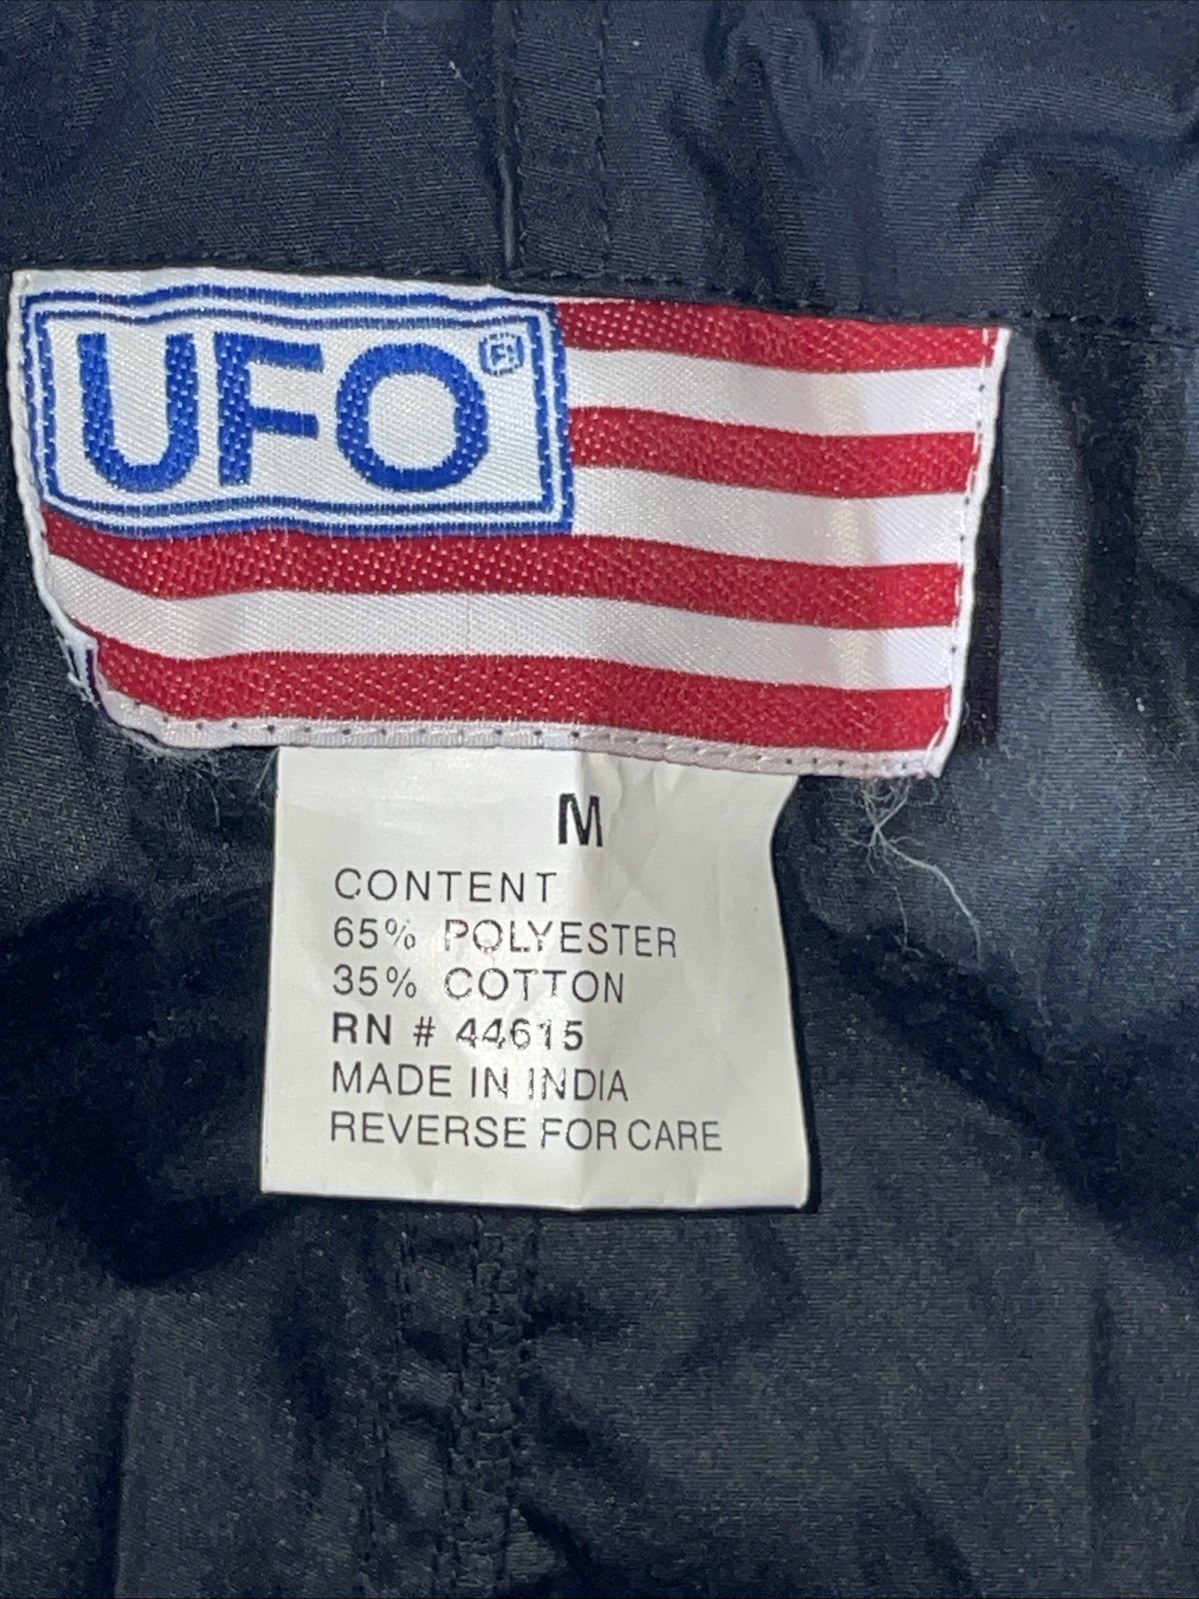 UFO®
M
CONTENT
65% POLYESTER
35% COTTON
RN # 44615
MADE IN INDIA
REVERSE FOR CARE